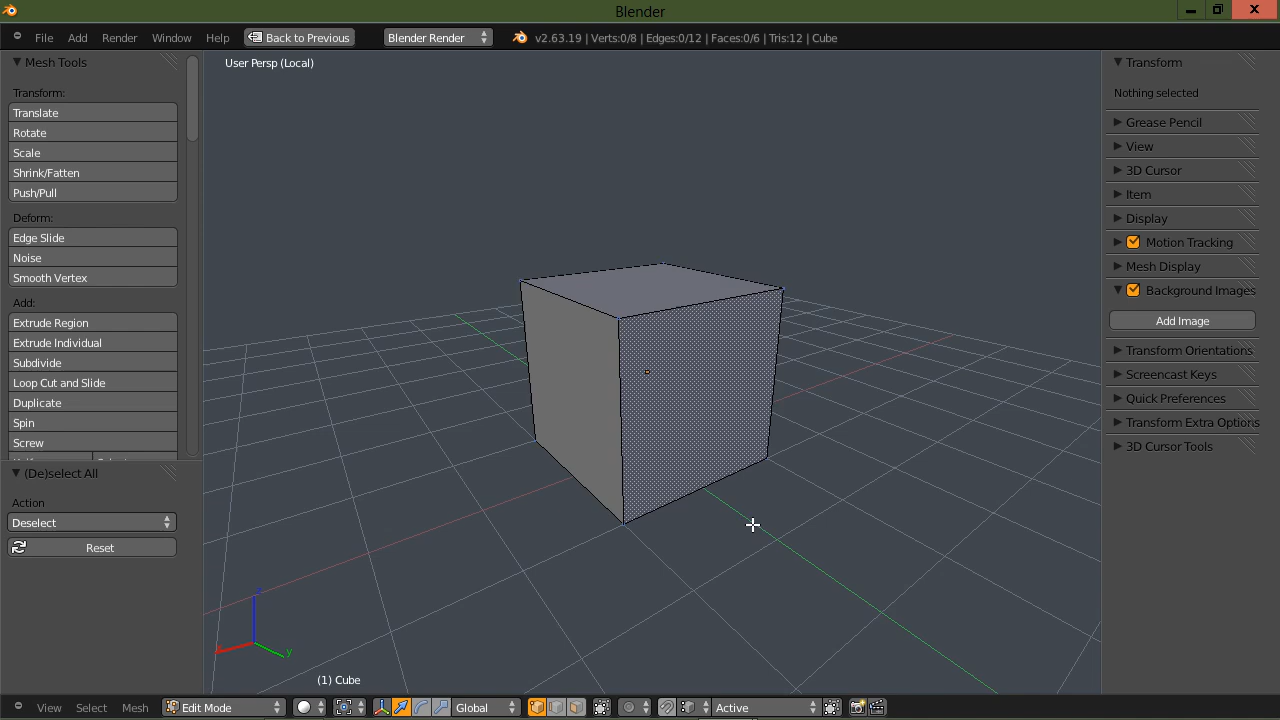 Blender
File Add Render Window Help Back to Previous Blender Render v2.63.19 | Verts:0/8 | Edges:0/12 | Faces:0/6 | Tris:12 | Cube
Mesh Tools
Transform:
Translate
Rotate
Scale
Shrink/Fatten
Push/Pull
Deform:
Edge Slide
Noise
Smooth Vertex
Add:
Extrude Region
Extrude Individual
Subdivide
Loop Cut and Slide
Duplicate
Spin
Screw
(De)select All
Action
Deselect
Reset
User Persp (Local)
z
x
y
(1) Cube
Transform
Nothing selected
Grease Pencil
View
3D Cursor
Item
Display
Motion Tracking
Mesh Display
Background Images
Add Image
Transform Orientations
Screencast Keys
Quick Preferences
Transform Extra Options
3D Cursor Tools
View Select Mesh Edit Mode Global Active